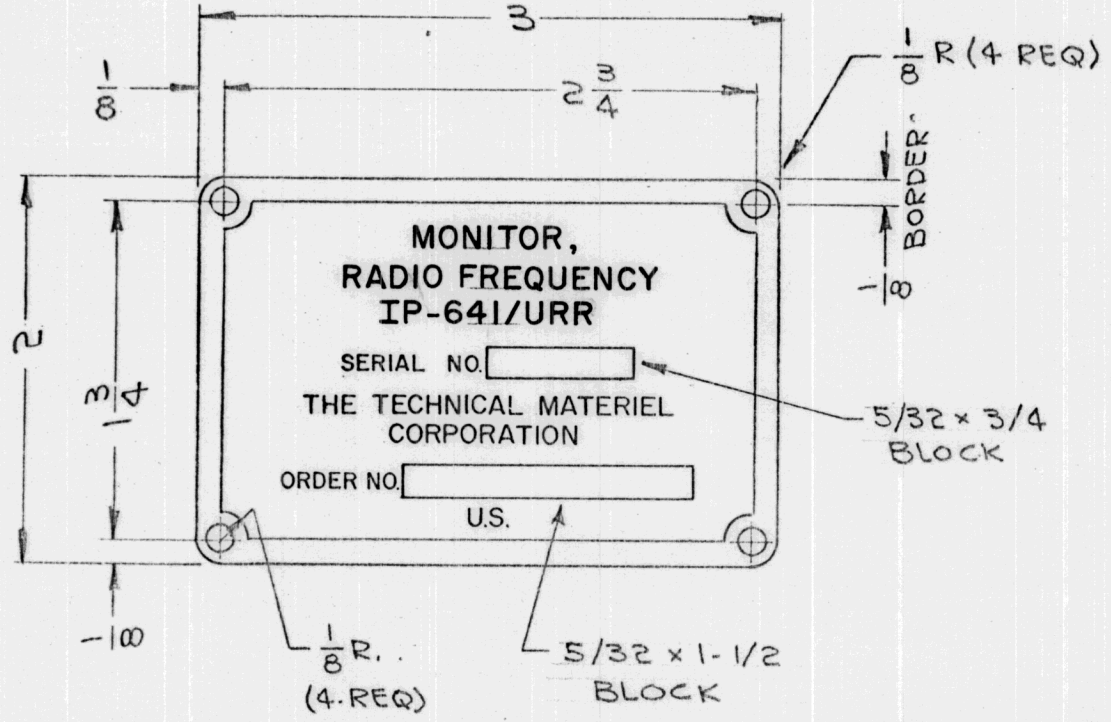 3
1/8
2 3/4
1/8 R (4 REQ)
1/8 BORDER
2
1 3/4
1/8
MONITOR,
RADIO FREQUENCY
IP-641/URR
SERIAL NO.
5/32 x 3/4
BLOCK
THE TECHNICAL MATERIEL
CORPORATION
ORDER NO.
U.S.
1/8 R.
(4 REQ)
5/32 x 1-1/2
BLOCK